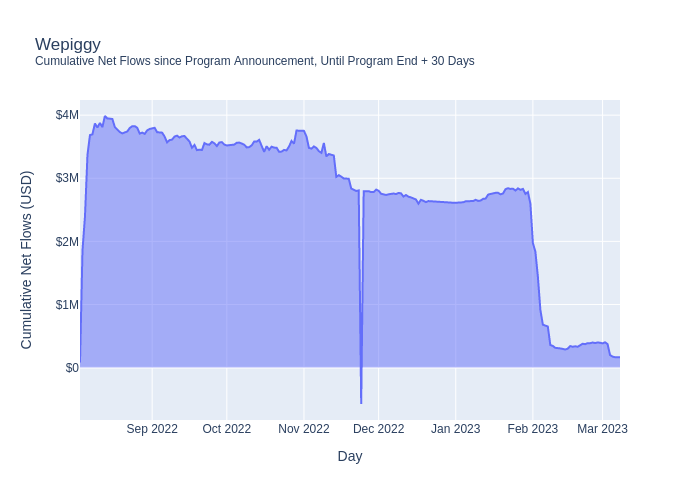 Wepiggy
Cumulative Net Flows since Program Announcement, Until Program End + 30 Days
Cumulative Net Flows (USD)
$4M
$3M
$2M
$1M
$0
Sep 2022 Oct 2022 Nov 2022 Dec 2022 Jan 2023 Feb 2023 Mar 2023
Day